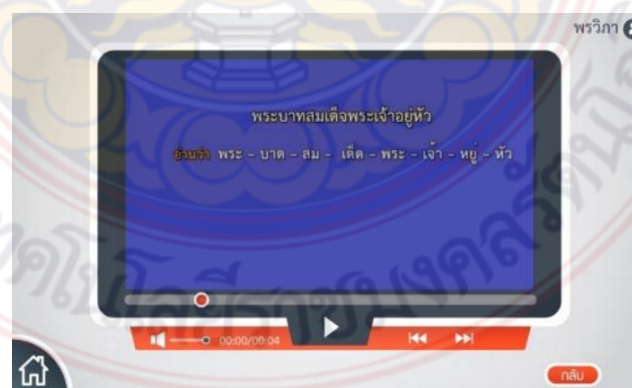 พรวิภา
พระบาทสมเด็จพระเจ้าอยู่หัว
อ่านว่า พระ - บาด - สม - เด็ด - พระ - เจ้า - หยู่ - หัว
00:00/00:04
กลับ